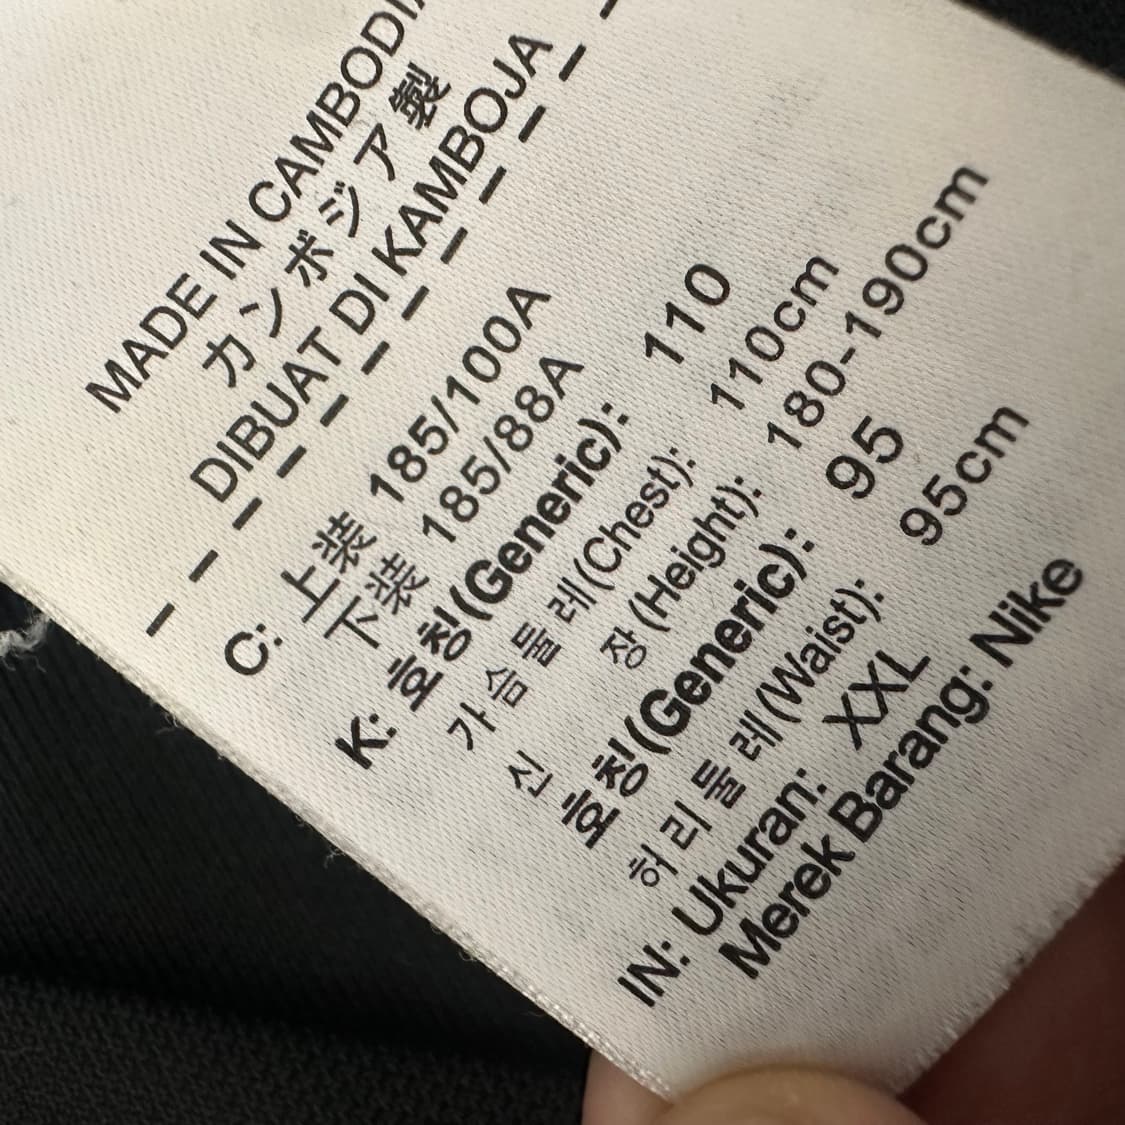 MADE IN CAMBODIA
カンボジア製
DIBUAT DI KAMBOJA
C: 上装 185/100A
下装 185/88A
K: 호칭(Generic): 110
가슴둘레(Chest): 110cm
신 장(Height): 180-190cm
호칭(Generic): 95
허리둘레(Waist): 95cm
IN: Ukuran: XXL
Merek Barang: Nike